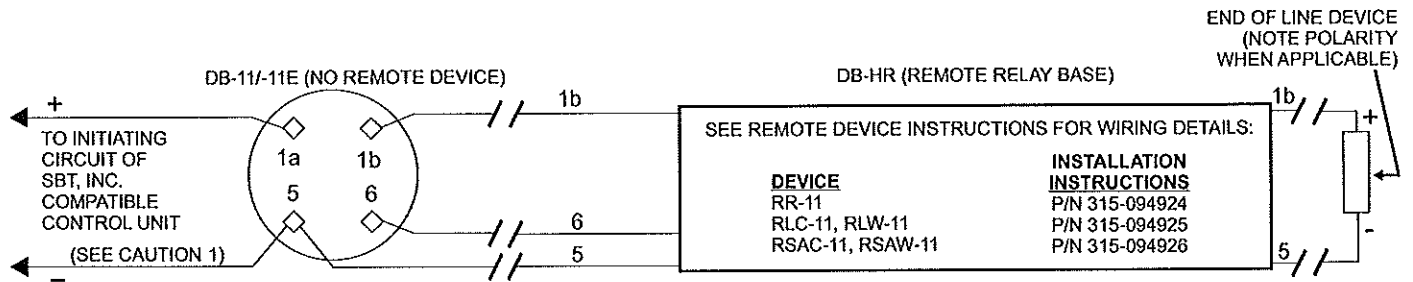 END OF LINE DEVICE
(NOTE POLARITY
WHEN APPLICABLE)
DB-11/-11E (NO REMOTE DEVICE)
DB-HR (REMOTE RELAY BASE)
+
1b
1b
+
TO INITIATING
CIRCUIT OF
SBT, INC.
COMPATIBLE
CONTROL UNIT
(SEE CAUTION 1)
-
1a
1b
5
6
6
5
SEE REMOTE DEVICE INSTRUCTIONS FOR WIRING DETAILS:
DEVICE
INSTALLATION
INSTRUCTIONS
RR-11 P/N 315-094924
RLC-11, RLW-11 P/N 315-094925
RSAC-11, RSAW-11 P/N 315-094926
5
-